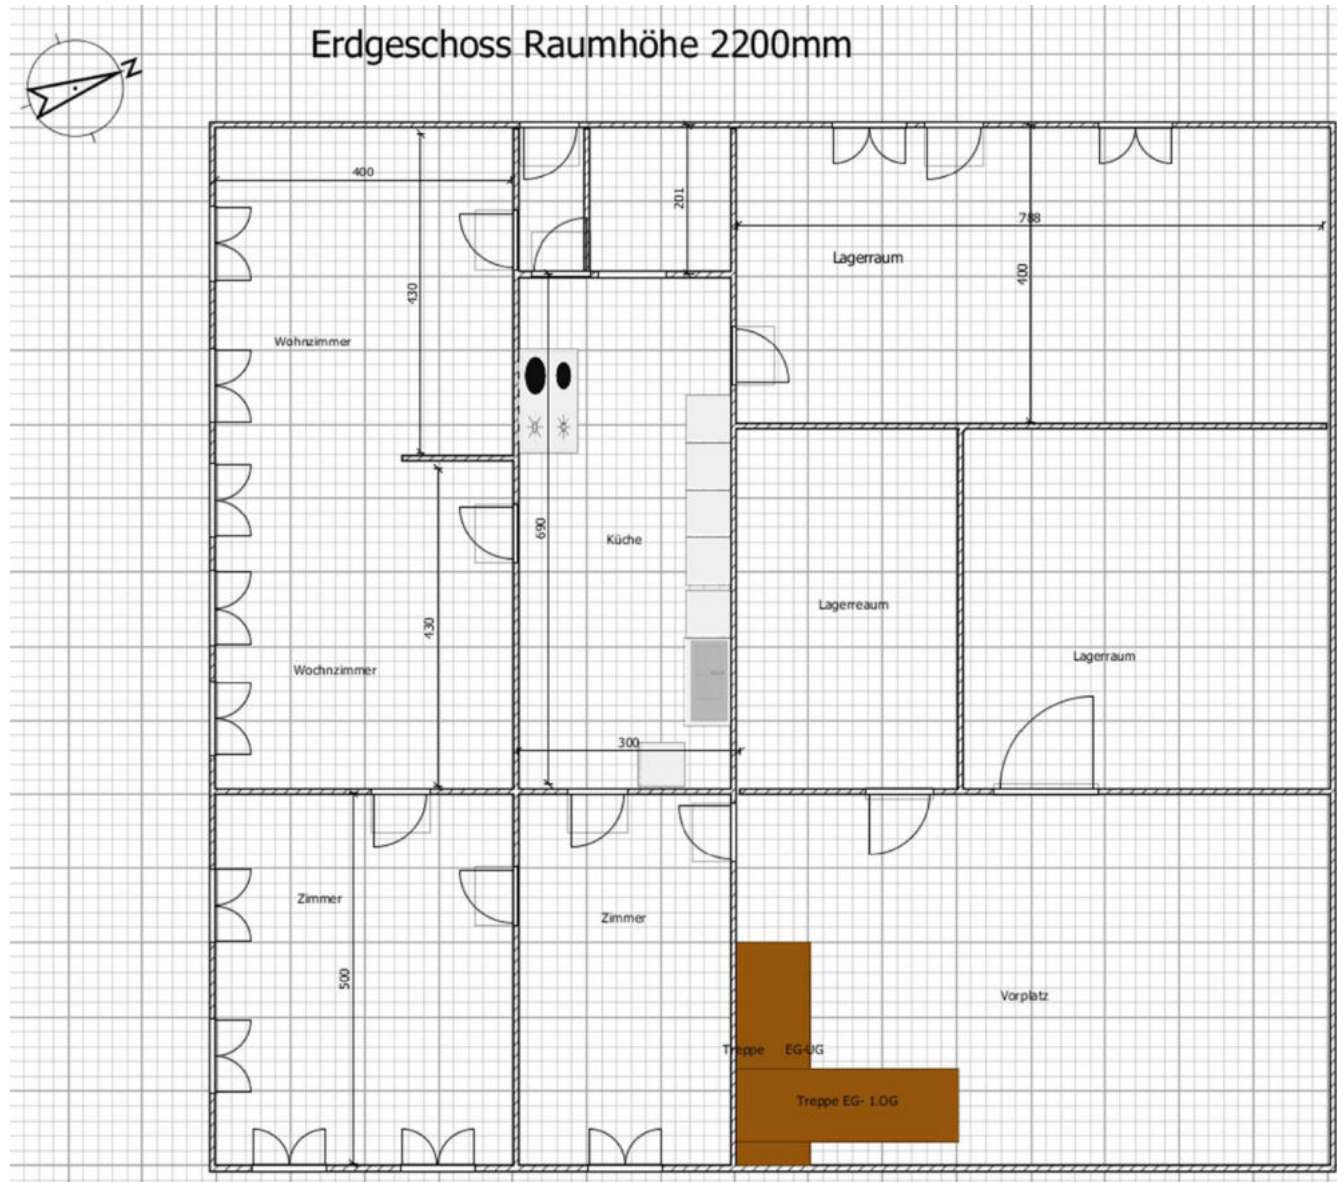 Erdgeschoss Raumhöhe 2200mm
N
400
201
788
Lagerraum
400
430
Wohnzimmer
690
Küche
430
Lagerreaum
Lagerraum
Wochnzimmer
300
Zimmer
Zimmer
500
Vorplatz
Treppe EG-UG
Treppe EG- 1.OG